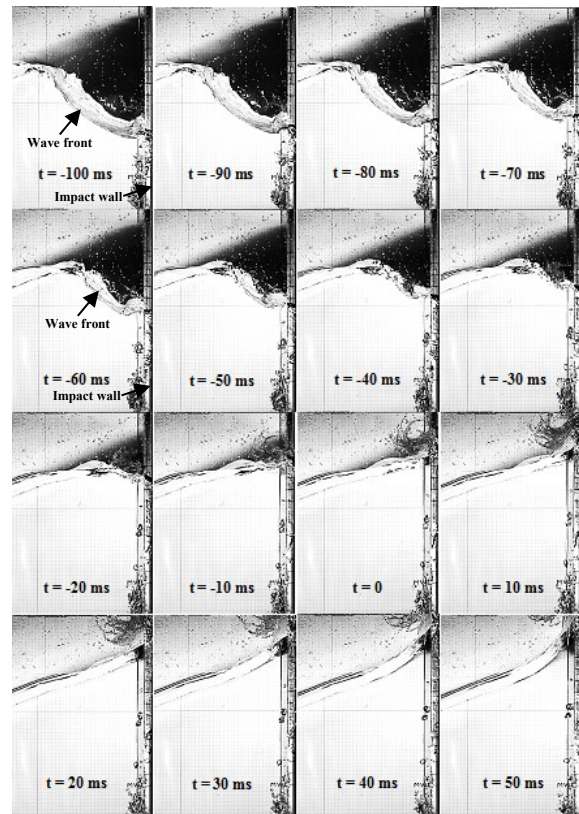 Wave front
t = -100 ms
t = -90 ms
t = -80 ms
t = -70 ms
Impact wall
Wave front
t = -60 ms
t = -50 ms
t = -40 ms
t = -30 ms
Impact wall
t = -20 ms
t = -10 ms
t = 0
t = 10 ms
t = 20 ms
t = 30 ms
t = 40 ms
t = 50 ms